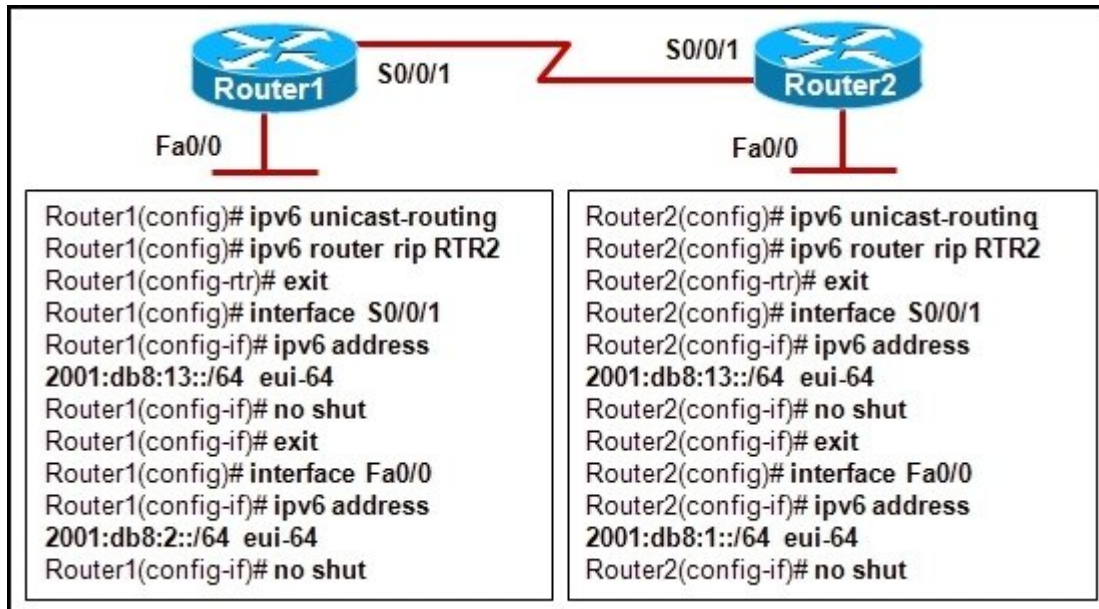 S0/0/1
Router1
S0/0/1
Router2
Fa0/0
Fa0/0
Router1(config)# ipv6 unicast-routing
Router1(config)# ipv6 router rip RTR2
Router1(config-rtr)# exit
Router1(config)# interface S0/0/1
Router1(config-if)# ipv6 address
2001:db8:13::/64 eui-64
Router1(config-if)# no shut
Router1(config-if)# exit
Router1(config)# interface Fa0/0
Router1(config-if)# ipv6 address
2001:db8:2::/64 eui-64
Router1(config-if)# no shut
Router2(config)# ipv6 unicast-routinq
Router2(config)# ipv6 router rip RTR2
Router2(config-rtr)# exit
Router2(config)# interface S0/0/1
Router2(config-if)# ipv6 address
2001:db8:13::/64 eui-64
Router2(config-if)# no shut
Router2(config-if)# exit
Router2(config)# interface Fa0/0
Router2(config-if)# ipv6 address
2001:db8:1::/64 eui-64
Router2(config-if)# no shut